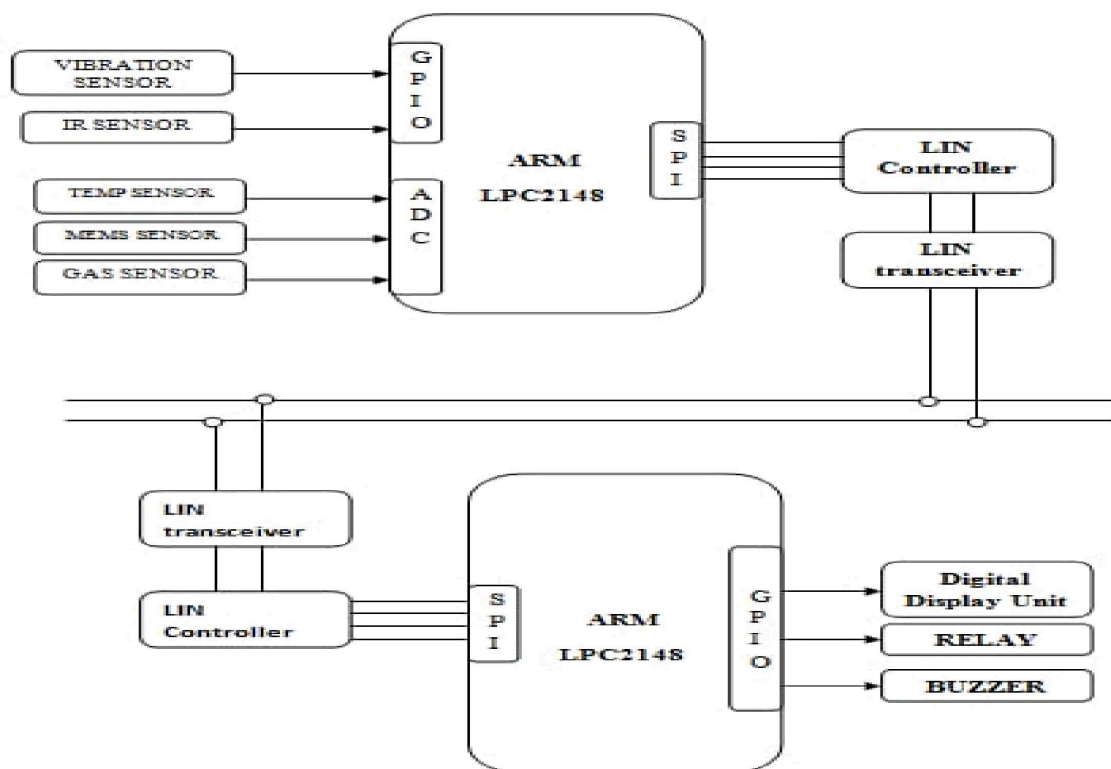 VIBRATION
SENSOR
IR SENSOR
TEMP SENSOR
MEMS SENSOR
GAS SENSOR
G
P
I
O
A
D
C
ARM
LPC2148
S
P
I
LIN
Controller
LIN
transceiver
LIN
transceiver
LIN
Controller
S
P
I
ARM
LPC2148
G
P
I
O
Digital
Display Unit
RELAY
BUZZER